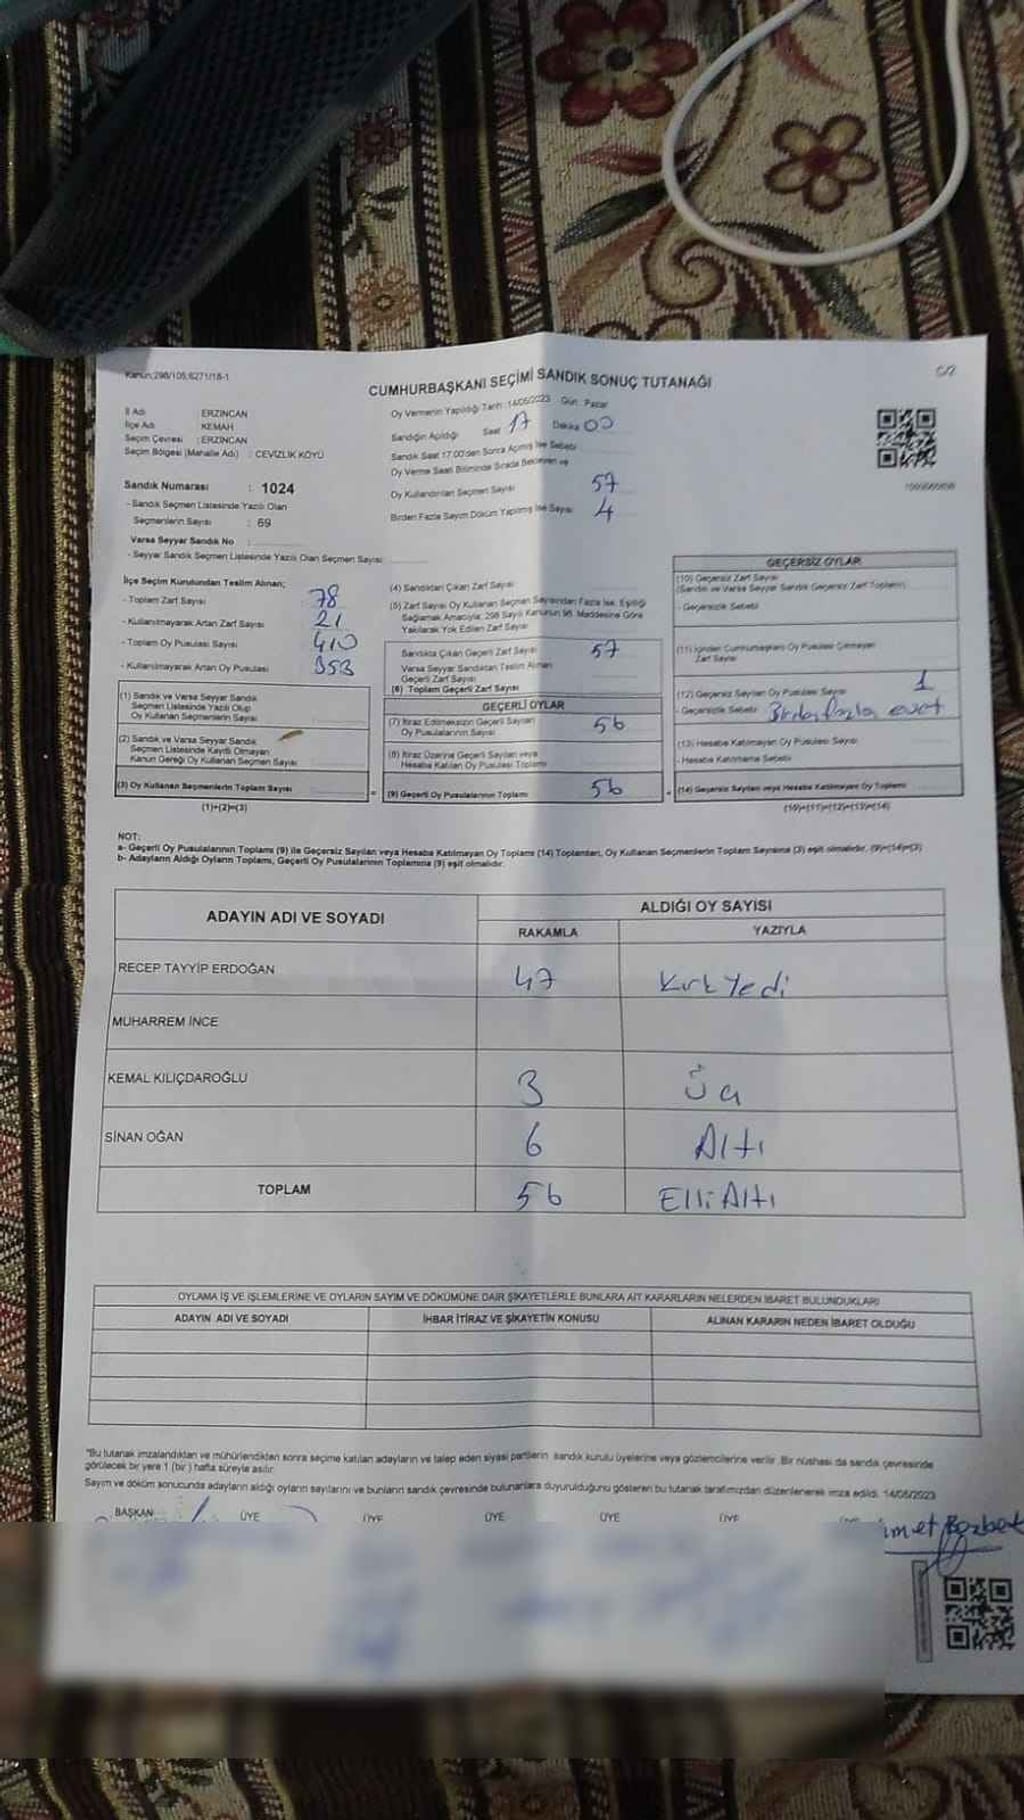 Kanun:298/105,6271/18-1
C/2
CUMHURBAŞKANI SEÇİMİ SANDIK SONUÇ TUTANAĞI
İl Adı ERZİNCAN
İlçe Adı KEMAH
Seçim Çevresi : ERZİNCAN
Seçim Bölgesi (Mahalle Adı) : CEVİZLİK KÖYÜ
Sandık Numarası : 1024
- Sandık Seçmen Listesinde Yazılı Olan
Seçmenlerin Sayısı : 69
Varsa Seyyar Sandık No :
- Seyyar Sandık Seçmen Listesinde Yazılı Olan Seçmen Sayısı
Oy Vermenin Yapıldığı Tarih :14/05/2023 Gün : Pazar
Sandığın Açıldığı Saat 17 Dakika 00
Sandık Saat 17.00'den Sonra Açılmış İse Sebebi
Oy Verme Saati Bitiminde Sırada Bekleyen ve
Oy Kullandırılan Seçmen Sayısı 57
Birden Fazla Sayım Döküm Yapılmış İse Sayısı 4
İlçe Seçim Kurulundan Teslim Alınan;
- Toplam Zarf Sayısı 78
- Kullanılmayarak Artan Zarf Sayısı 21
- Toplam Oy Pusulası Sayısı 410
- Kullanılmayarak Artan Oy Pusulası 353
(1) Sandık ve Varsa Seyyar Sandık
Seçmen Listesinde Yazılı Olup
Oy Kullanan Seçmenlerin Sayısı
(2) Sandık ve Varsa Seyyar Sandık
Seçmen Listesinde Kayıtlı Olmayan
Kanun Gereği Oy Kullanan Seçmen Sayısı
(3) Oy Kullanan Seçmenlerin Toplam Sayısı
(1)+(2)=(3)
(4) Sandıktan Çıkan Zarf Sayısı
(5) Zarf Sayısı Oy Kullanan Seçmen Sayısından Fazla İse, Eşitliği
Sağlamak Amacıyla; 298 Sayılı Kanunun 98. Maddesine Göre
Yakılarak Yok Edilen Zarf Sayısı
Sandıkta Çıkan Geçerli Zarf Sayısı 57
Varsa Seyyar Sandıktan Teslim Alınan
Geçerli Zarf Sayısı
(6) Toplam Geçerli Zarf Sayısı
GEÇERLİ OYLAR
(7) İtiraz Edilmeksizin Geçerli Sayılan
Oy Pusulalarının Sayısı 56
(8) İtiraz Üzerine Geçerli Sayılan veya
Hesaba Katılan Oy Pusulası Toplamı
(9) Geçerli Oy Pusulalarının Toplamı 56
GEÇERSİZ OYLAR
(10) Geçersiz Zarf Sayısı
(Sandık ve Varsa Seyyar Sandık Geçersiz Zarf Toplamı)
- Geçersizlik Sebebi
(11) İçinden Cumhurbaşkanı Oy Pusulası Çıkmayan
Zarf Sayısı
(12) Geçersiz Sayılan Oy Pusulası Sayısı 1
- Geçersizlik Sebebi Birden fazla evet
(13) Hesaba Katılmayan Oy Pusulası Sayısı
- Hesaba Katılmama Sebebi
(14) Geçersiz Sayılan veya Hesaba Katılmayan Oy Toplamı
(10)+(11)+(12)+(13)=(14)
NOT:
a- Geçerli Oy Pusulalarının Toplamı (9) ile Geçersiz Sayılan veya Hesaba Katılmayan Oy Toplamı (14) Toplamları, Oy Kullanan Seçmenlerin Toplam Sayısına (3) eşit olmalıdır. (9)+(14)=(3)
b- Adayların Aldığı Oyların Toplamı, Geçerli Oy Pusulalarının Toplamına (9) eşit olmalıdır.
ADAYIN ADI VE SOYADI ALDIĞI OY SAYISI
RAKAMLA YAZIYLA
RECEP TAYYİP ERDOĞAN 47 Kırk Yedi
MUHARREM İNCE
KEMAL KILIÇDAROĞLU 3 Üç
SİNAN OĞAN 6 Altı
TOPLAM 56 Elli Altı
OYLAMA İŞ VE İŞLEMLERİNE VE OYLARIN SAYIM VE DÖKÜMÜNE DAİR ŞİKAYETLERLE BUNLARA AİT KARARLARIN NELERDEN İBARET BULUNDUKLARI
ADAYIN ADI VE SOYADI İHBAR İTİRAZ VE ŞİKAYETİN KONUSU ALINAN KARARIN NEDEN İBARET OLDUĞU
*Bu tutanak imzalandıktan ve mühürlendikten sonra seçime katılan adayların ve talep eden siyasi partilerin sandık kurulu üyelerine veya gözlemcilerine verilir. Bir nüshası da sandık çevresinde
görülecek bir yere 1 (bir) hafta süreyle asılır.
Sayım ve döküm sonucunda adayların aldığı oyların sayılarını ve bunların sandık çevresinde bulunanlara duyurulduğunu gösteren bu tutanak tarafımızdan düzenlenerek imza edildi. 14/05/2023
BAŞKAN ÜYE ÜYE ÜYE ÜYE ÜYE